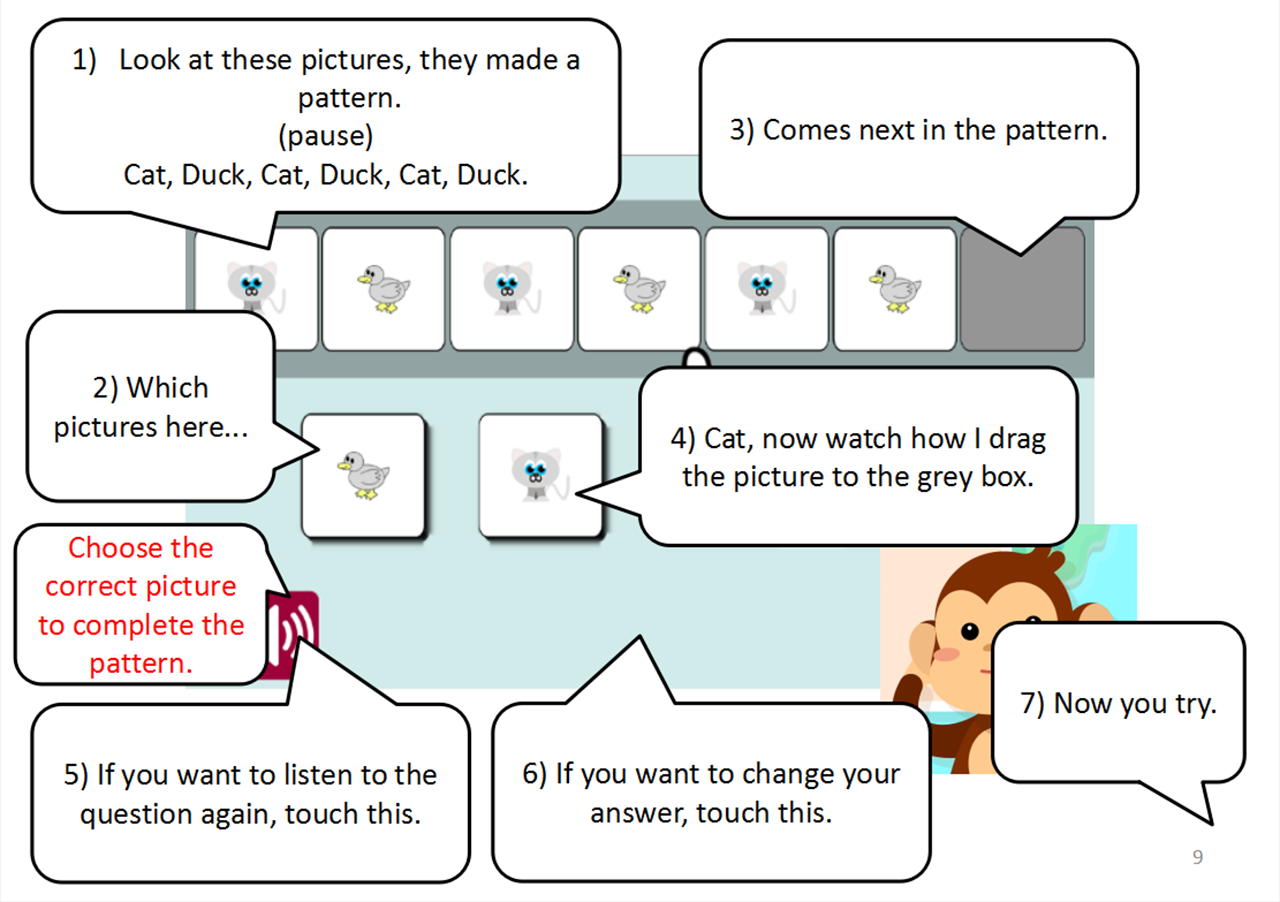 1) Look at these pictures, they made a
pattern.
(pause)
Cat, Duck, Cat, Duck, Cat, Duck.
3) Comes next in the pattern.
2) Which
pictures here...
4) Cat, now watch how I drag
the picture to the grey box.
Choose the
correct picture
to complete the
pattern.
5) If you want to listen to the
question again, touch this.
6) If you want to change your
answer, touch this.
7) Now you try.
9